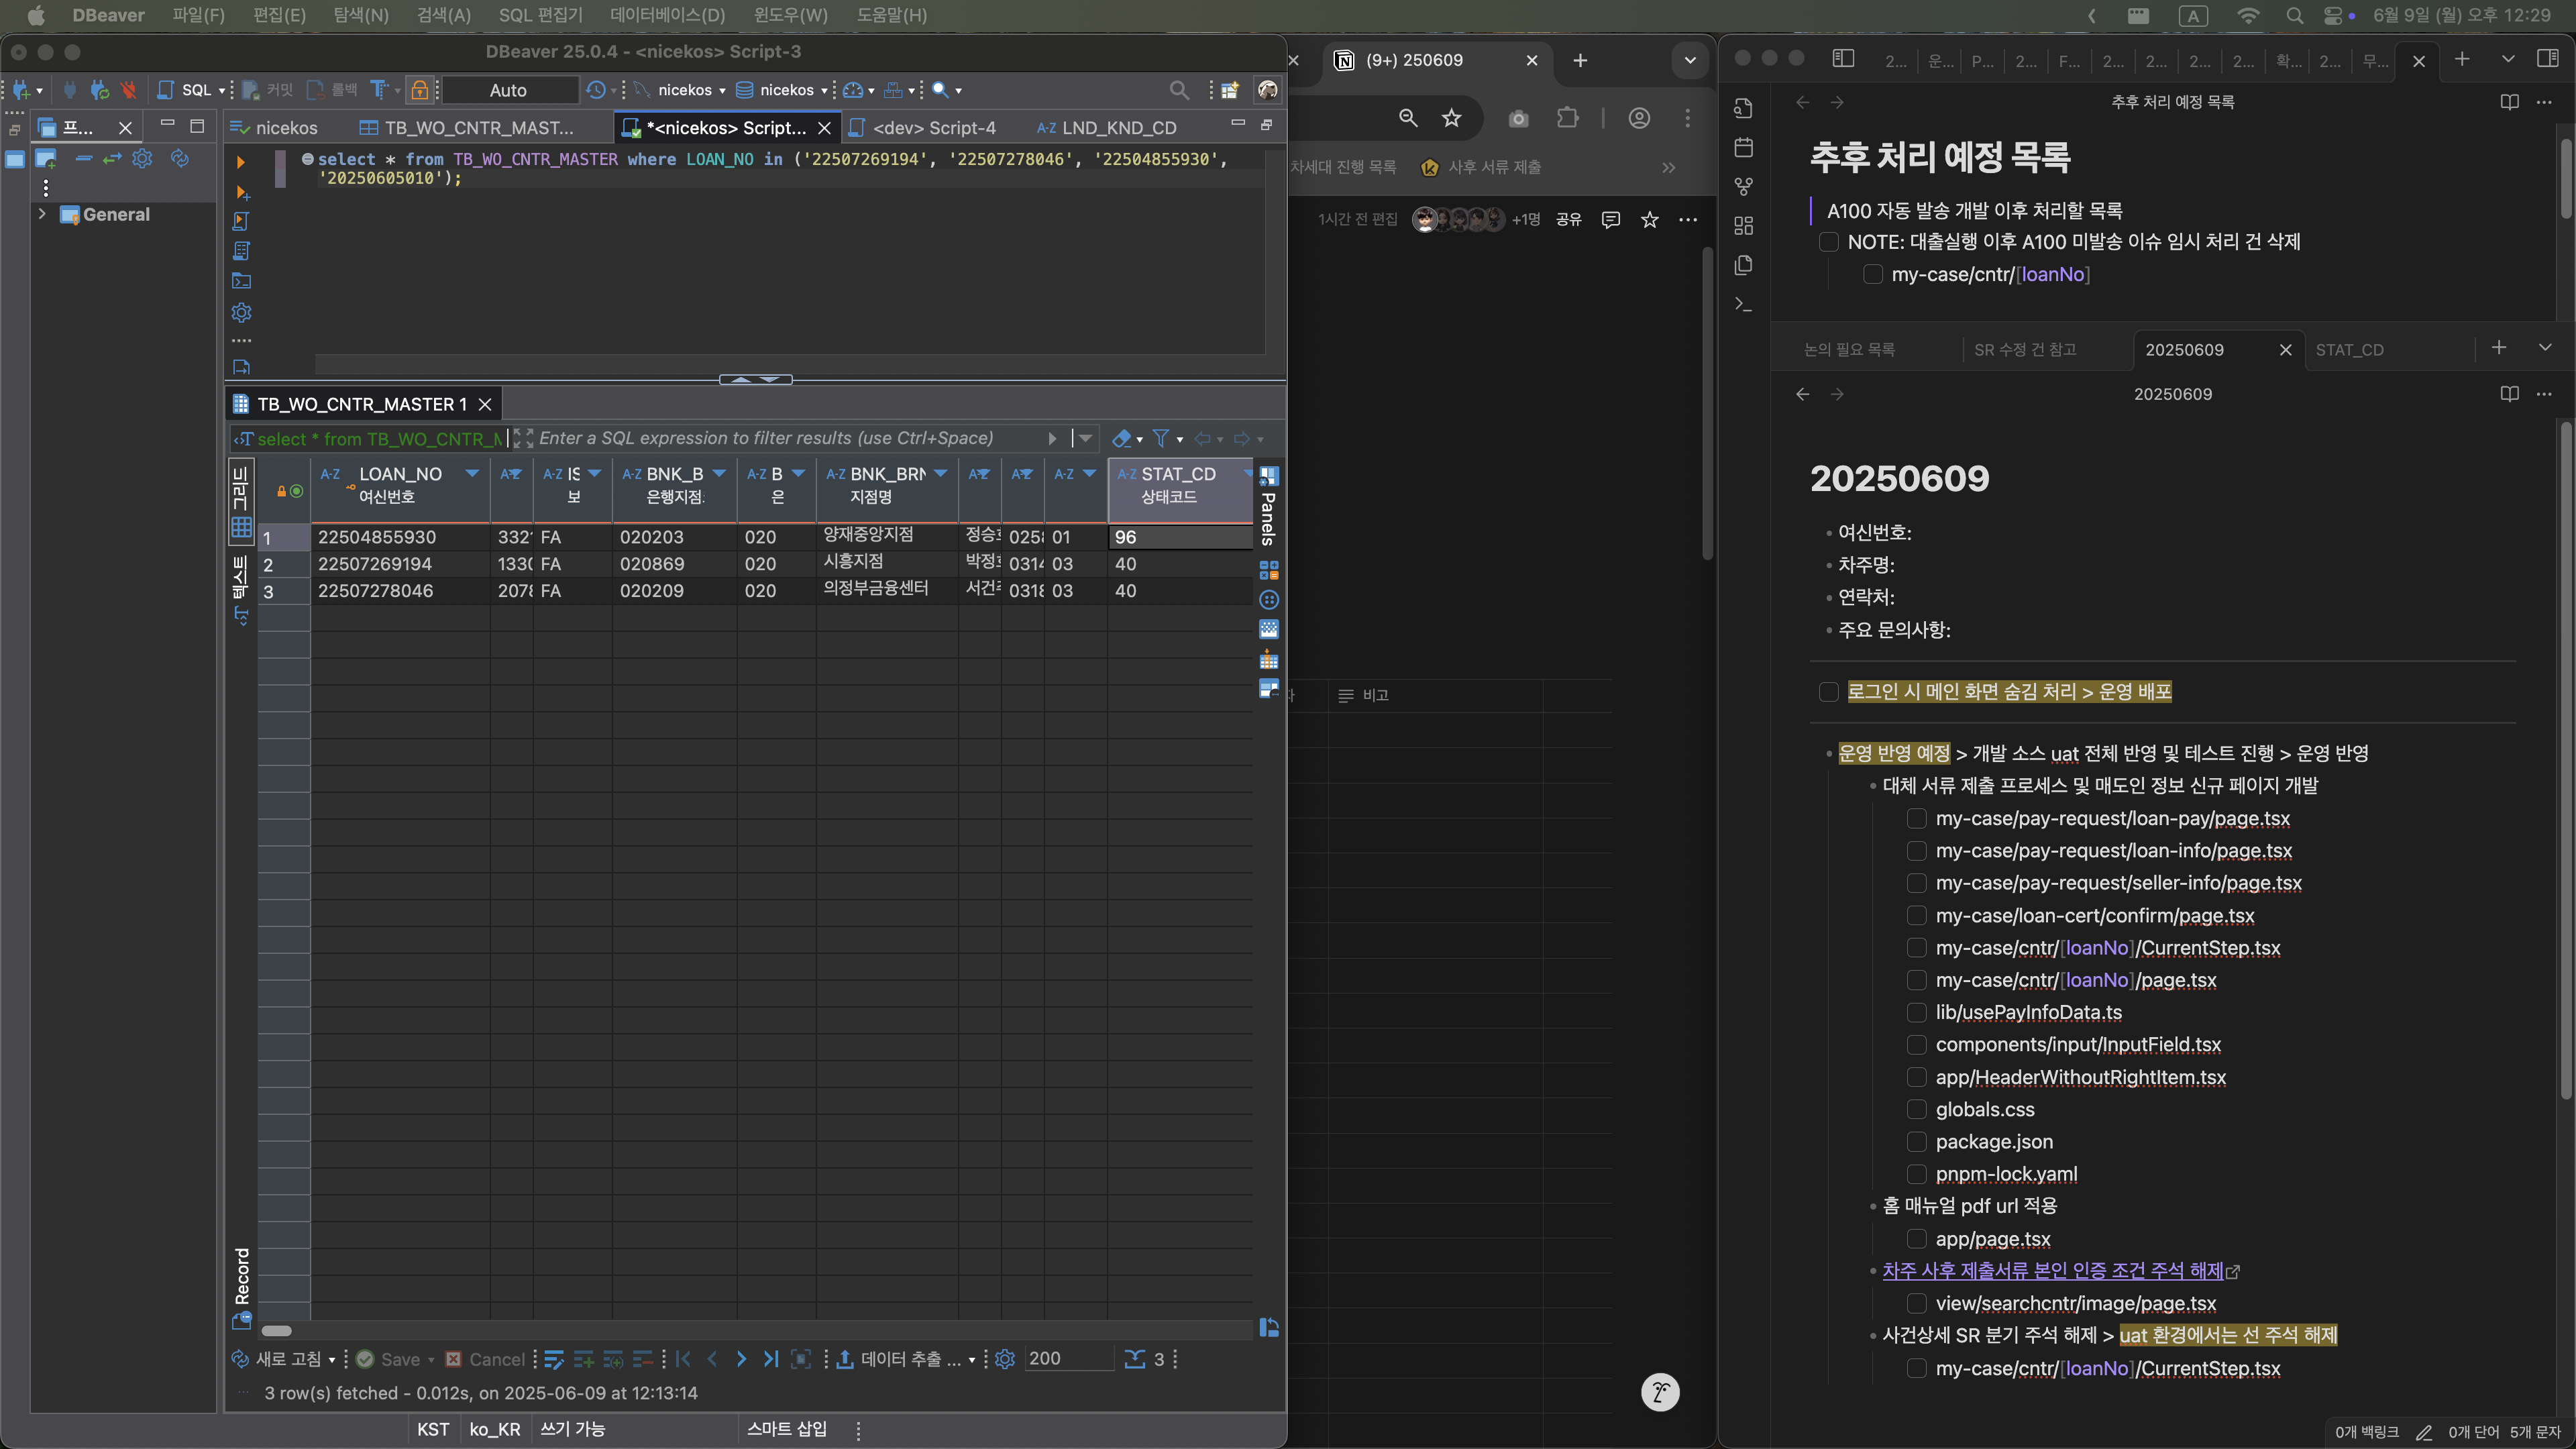 DBeaver 파일(F) 편집(E) 탐색(N) 검색(A) SQL 편집기 데이터베이스(D) 윈도우(W) 도움말(H)
A 6월 9일 (월) 오후 12:29
DBeaver 25.0.4 - <nicekos> Script-3
SQL 커밋 롤백 Auto nicekos nicekos
프...
General
nicekos TB_WO_CNTR_MAST... *<nicekos> Script... <dev> Script-4 A-Z LND_KND_CD
select * from TB_WO_CNTR_MASTER where LOAN_NO in ('22507269194', '22507278046', '22504855930',
'20250605010');
TB_WO_CNTR_MASTER 1
select * from TB_WO_CNTR_M Enter a SQL expression to filter results (use Ctrl+Space)
그리드
텍스트
Record
Panels
A-Z LOAN_NO A-Z A-Z IS A-Z BNK_B A-Z B A-Z BNK_BRN A-Z A-Z A-Z A-Z STAT_CD
여신번호 보 은행지점. 은 지점명 상태코드
1 22504855930 332 FA 020203 020 양재중앙지점 정승 0258 01 96
2 22507269194 1330 FA 020869 020 시흥지점 박정 0314 03 40
3 22507278046 2078 FA 020209 020 의정부금융센터 서건 0318 03 40
새로 고침 Save Cancel 데이터 추출 ... 200 3
3 row(s) fetched - 0.012s, on 2025-06-09 at 12:13:14
KST ko_KR 쓰기 가능 스마트 삽입
(9+) 250609
차세대 진행 목록 사후 서류 제출
1시간 전 편집 +1명 공유
비고
2... 운... P... 2... F... 2... 2... 2... 2... 확... 2... 무...
추후 처리 예정 목록
추후 처리 예정 목록
A100 자동 발송 개발 이후 처리할 목록
NOTE: 대출실행 이후 A100 미발송 이슈 임시 처리 건 삭제
my-case/cntr/[loanNo]
논의 필요 목록 SR 수정 건 참고 20250609 STAT_CD
20250609
20250609
여신번호:
차주명:
연락처:
주요 문의사항:
로그인 시 메인 화면 숨김 처리 > 운영 배포
운영 반영 예정 > 개발 소스 uat 전체 반영 및 테스트 진행 > 운영 반영
대체 서류 제출 프로세스 및 매도인 정보 신규 페이지 개발
my-case/pay-request/loan-pay/page.tsx
my-case/pay-request/loan-info/page.tsx
my-case/pay-request/seller-info/page.tsx
my-case/loan-cert/confirm/page.tsx
my-case/cntr/[loanNo]/CurrentStep.tsx
my-case/cntr/[loanNo]/page.tsx
lib/usePayInfoData.ts
components/input/InputField.tsx
app/HeaderWithoutRightItem.tsx
globals.css
package.json
pnpm-lock.yaml
홈 매뉴얼 pdf url 적용
app/page.tsx
차주 사후 제출서류 본인 인증 조건 주석 해제
view/searchcntr/image/page.tsx
사건상세 SR 분기 주석 해제 > uat 환경에서는 선 주석 해제
my-case/cntr/[loanNo]/CurrentStep.tsx
0개 백링크 0개 단어 5개 문자